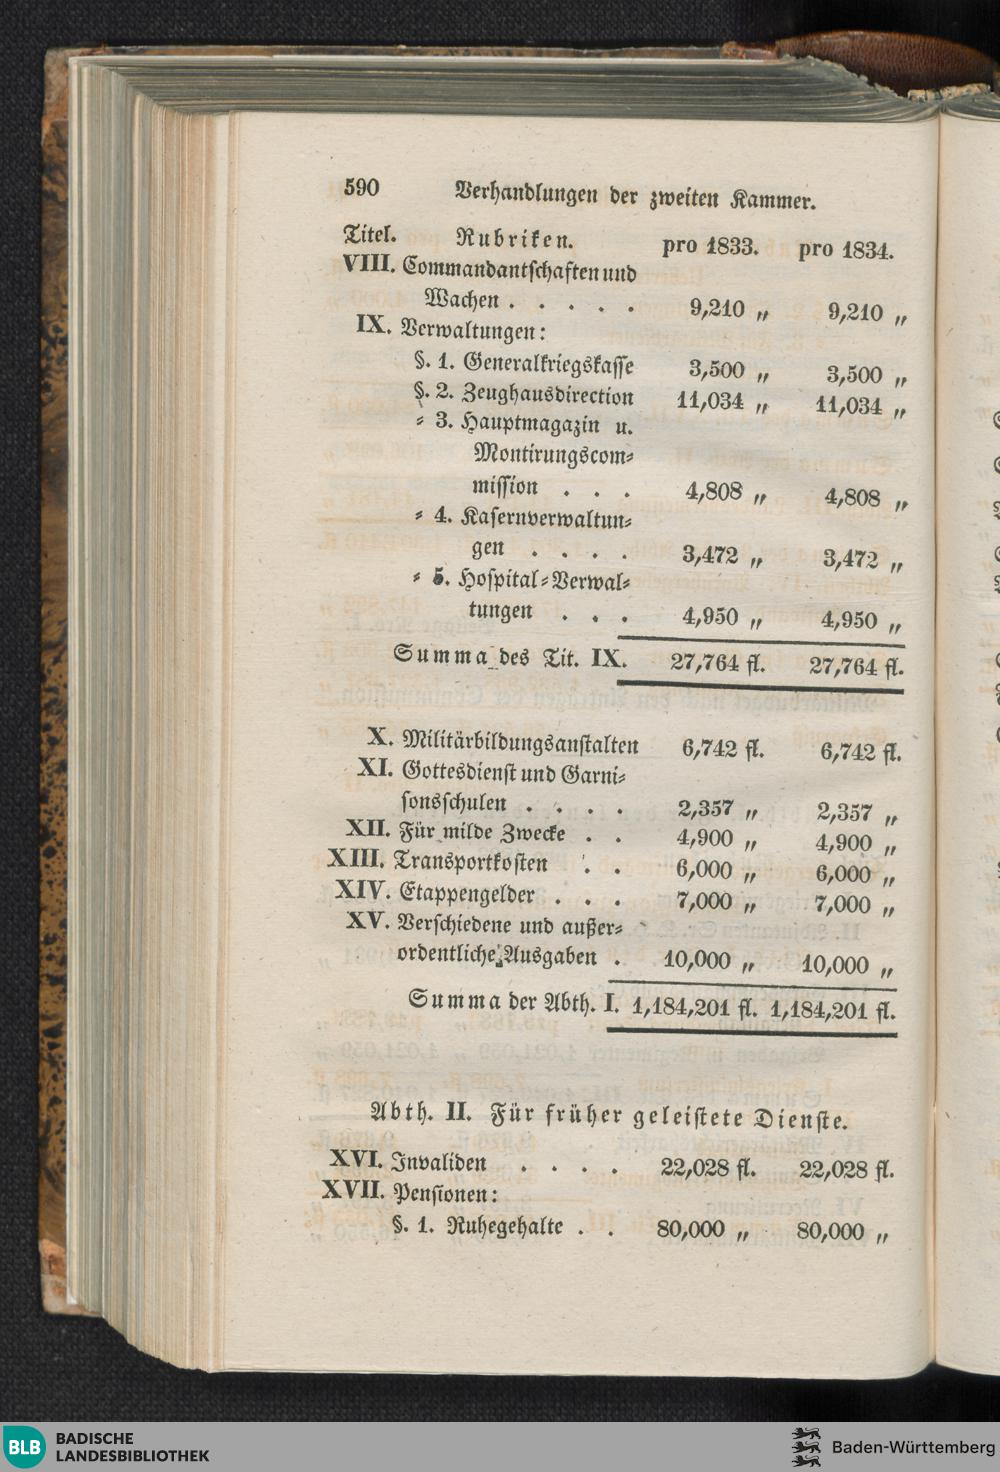 590 Verhandlungen der zweiten Kammer.
Titel. Rubriken. pro 1833. pro 1834.
VIII. Commandantschaften und
Wachen . . . . . 9,210 „ 9,210 „
IX. Verwaltungen:
§. 1. Generalkriegskasse 3,500 „ 3,500 „
§. 2. Zeughausdirection 11,034 „ 11,034 „
⸗ 3. Hauptmagazin u.
Montirungscom⸗
mission . . . 4,808 „ 4,808 „
⸗ 4. Kasernverwaltun⸗
gen . . . . 3,472 „ 3,472 „
⸗ 5. Hospital⸗Verwal⸗
tungen . . . 4,950 „ 4,950 „
Summa des Tit. IX. 27,764 fl. 27,764 fl.
X. Militärbildungsanstalten 6,742 fl. 6,742 fl.
XI. Gottesdienst und Garni⸗
sonsschulen . . . . 2,357 „ 2,357 „
XII. Für milde Zwecke . . 4,900 „ 4,900 „
XIII. Transportkosten . . 6,000 „ 6,000 „
XIV. Etappengelder . . . 7,000 „ 7,000 „
XV. Verschiedene und außer⸗
ordentliche Ausgaben . 10,000 „ 10,000 „
Summa der Abth. I. 1,184,201 fl. 1,184,201 fl.
Abth. II. Für früher geleistete Dienste.
XVI. Invaliden . . . . 22,028 fl. 22,028 fl.
XVII. Pensionen:
§. 1. Ruhegehalte . . 80,000 „ 80,000 „
BLB BADISCHE
LANDESBIBLIOTHEK
Baden-Württemberg